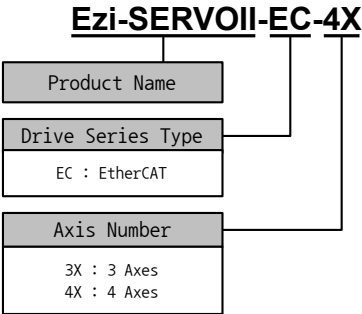 Ezi-SERVOII-EC-4X
Product Name
Drive Series Type
EC : EtherCAT
Axis Number
3X : 3 Axes
4X : 4 Axes